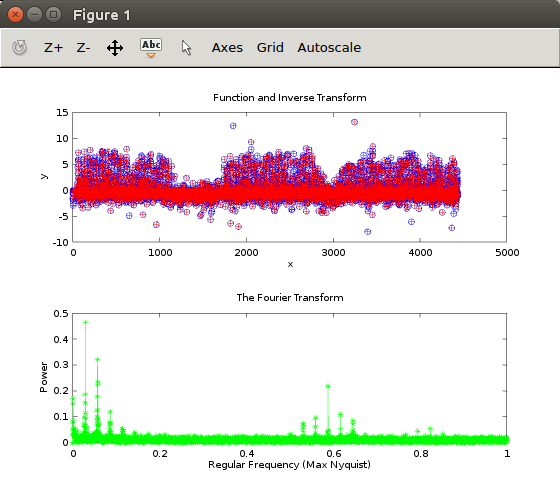 Figure 1
Z+ Z- Abc Axes Grid Autoscale
Function and Inverse Transform
15
10
5
0
-5
-10
y
0 1000 2000 3000 4000 5000
x
The Fourier Transform
0.5
0.4
0.3
0.2
0.1
0
Power
0 0.2 0.4 0.6 0.8 1
Regular Frequency (Max Nyquist)